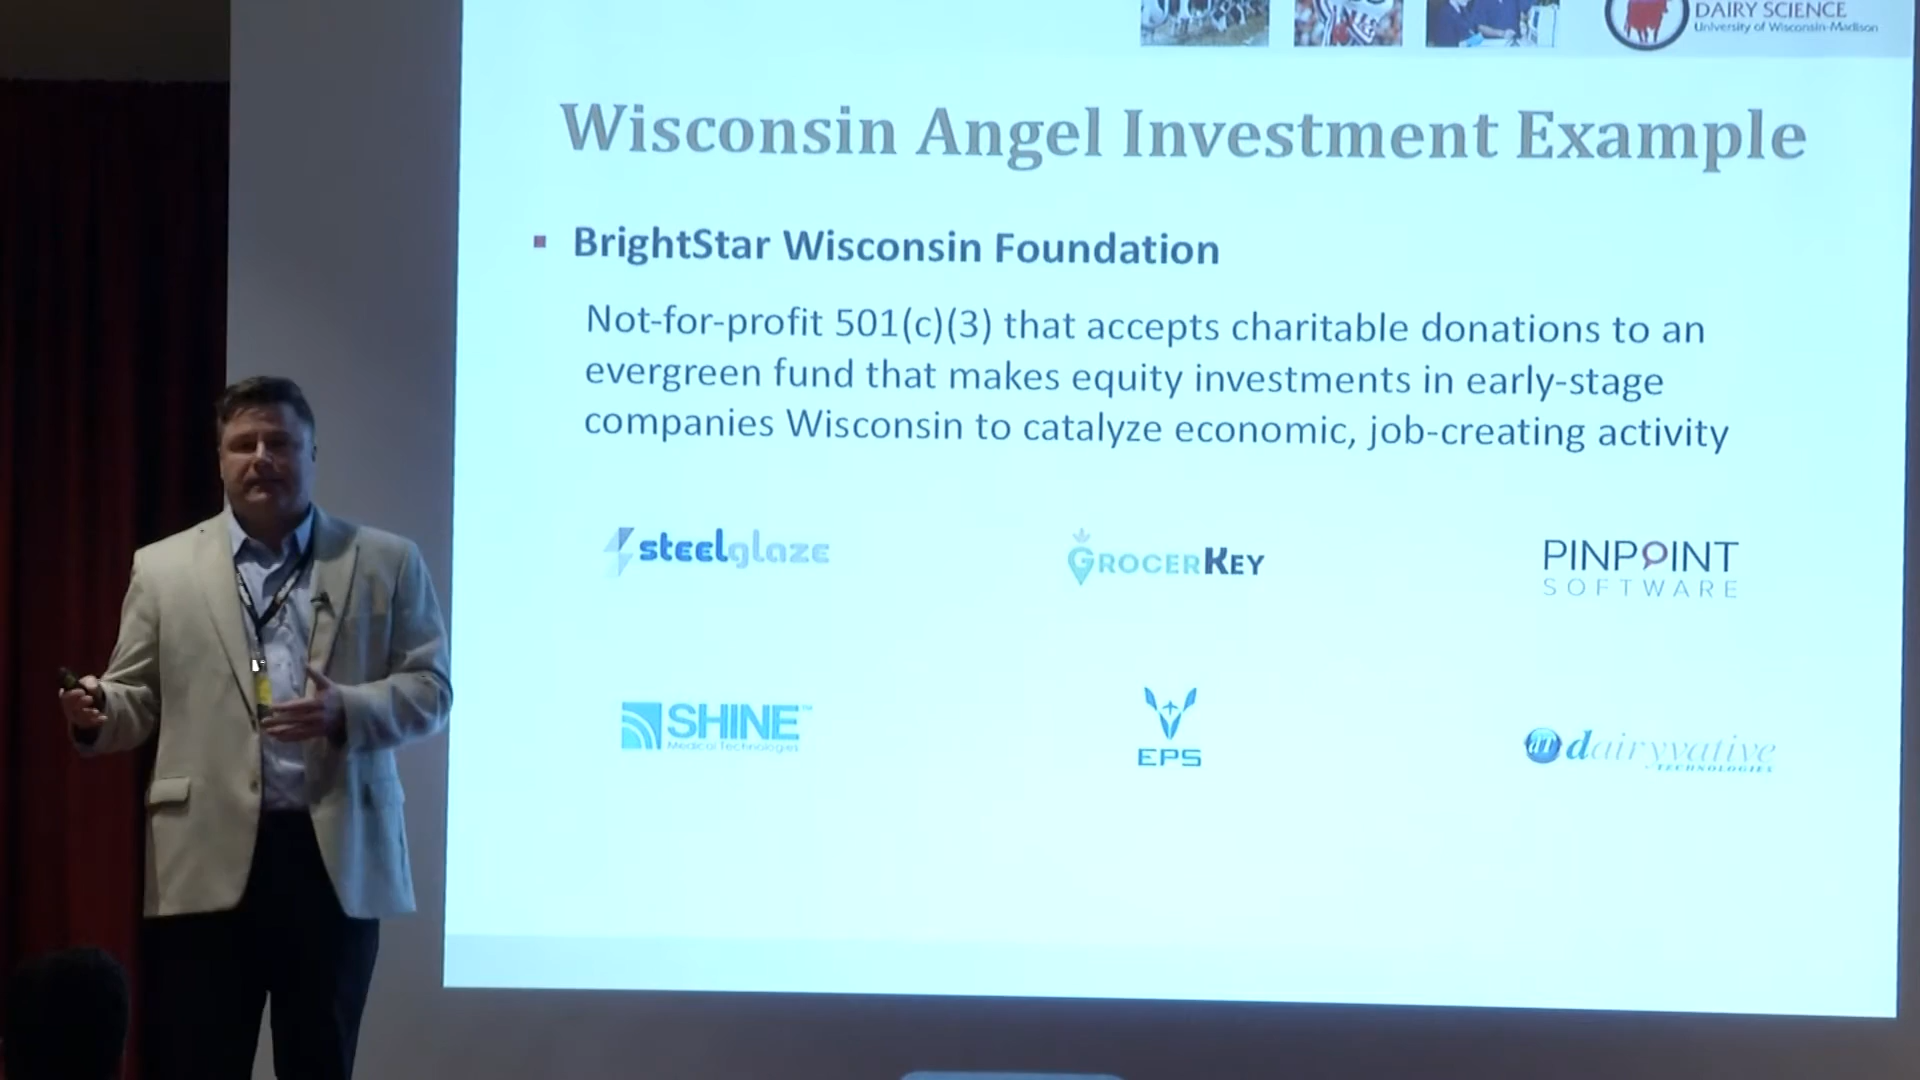 DAIRY SCIENCE
University of Wisconsin-Madison
Wisconsin Angel Investment Example
▪ BrightStar Wisconsin Foundation
Not-for-profit 501(c)(3) that accepts charitable donations to an
evergreen fund that makes equity investments in early-stage
companies Wisconsin to catalyze economic, job-creating activity
steelglaze
GROCERKEY
PINPOINT
SOFTWARE
SHINE™
Medical Technologies
EPS
dairyvative
TECHNOLOGIES